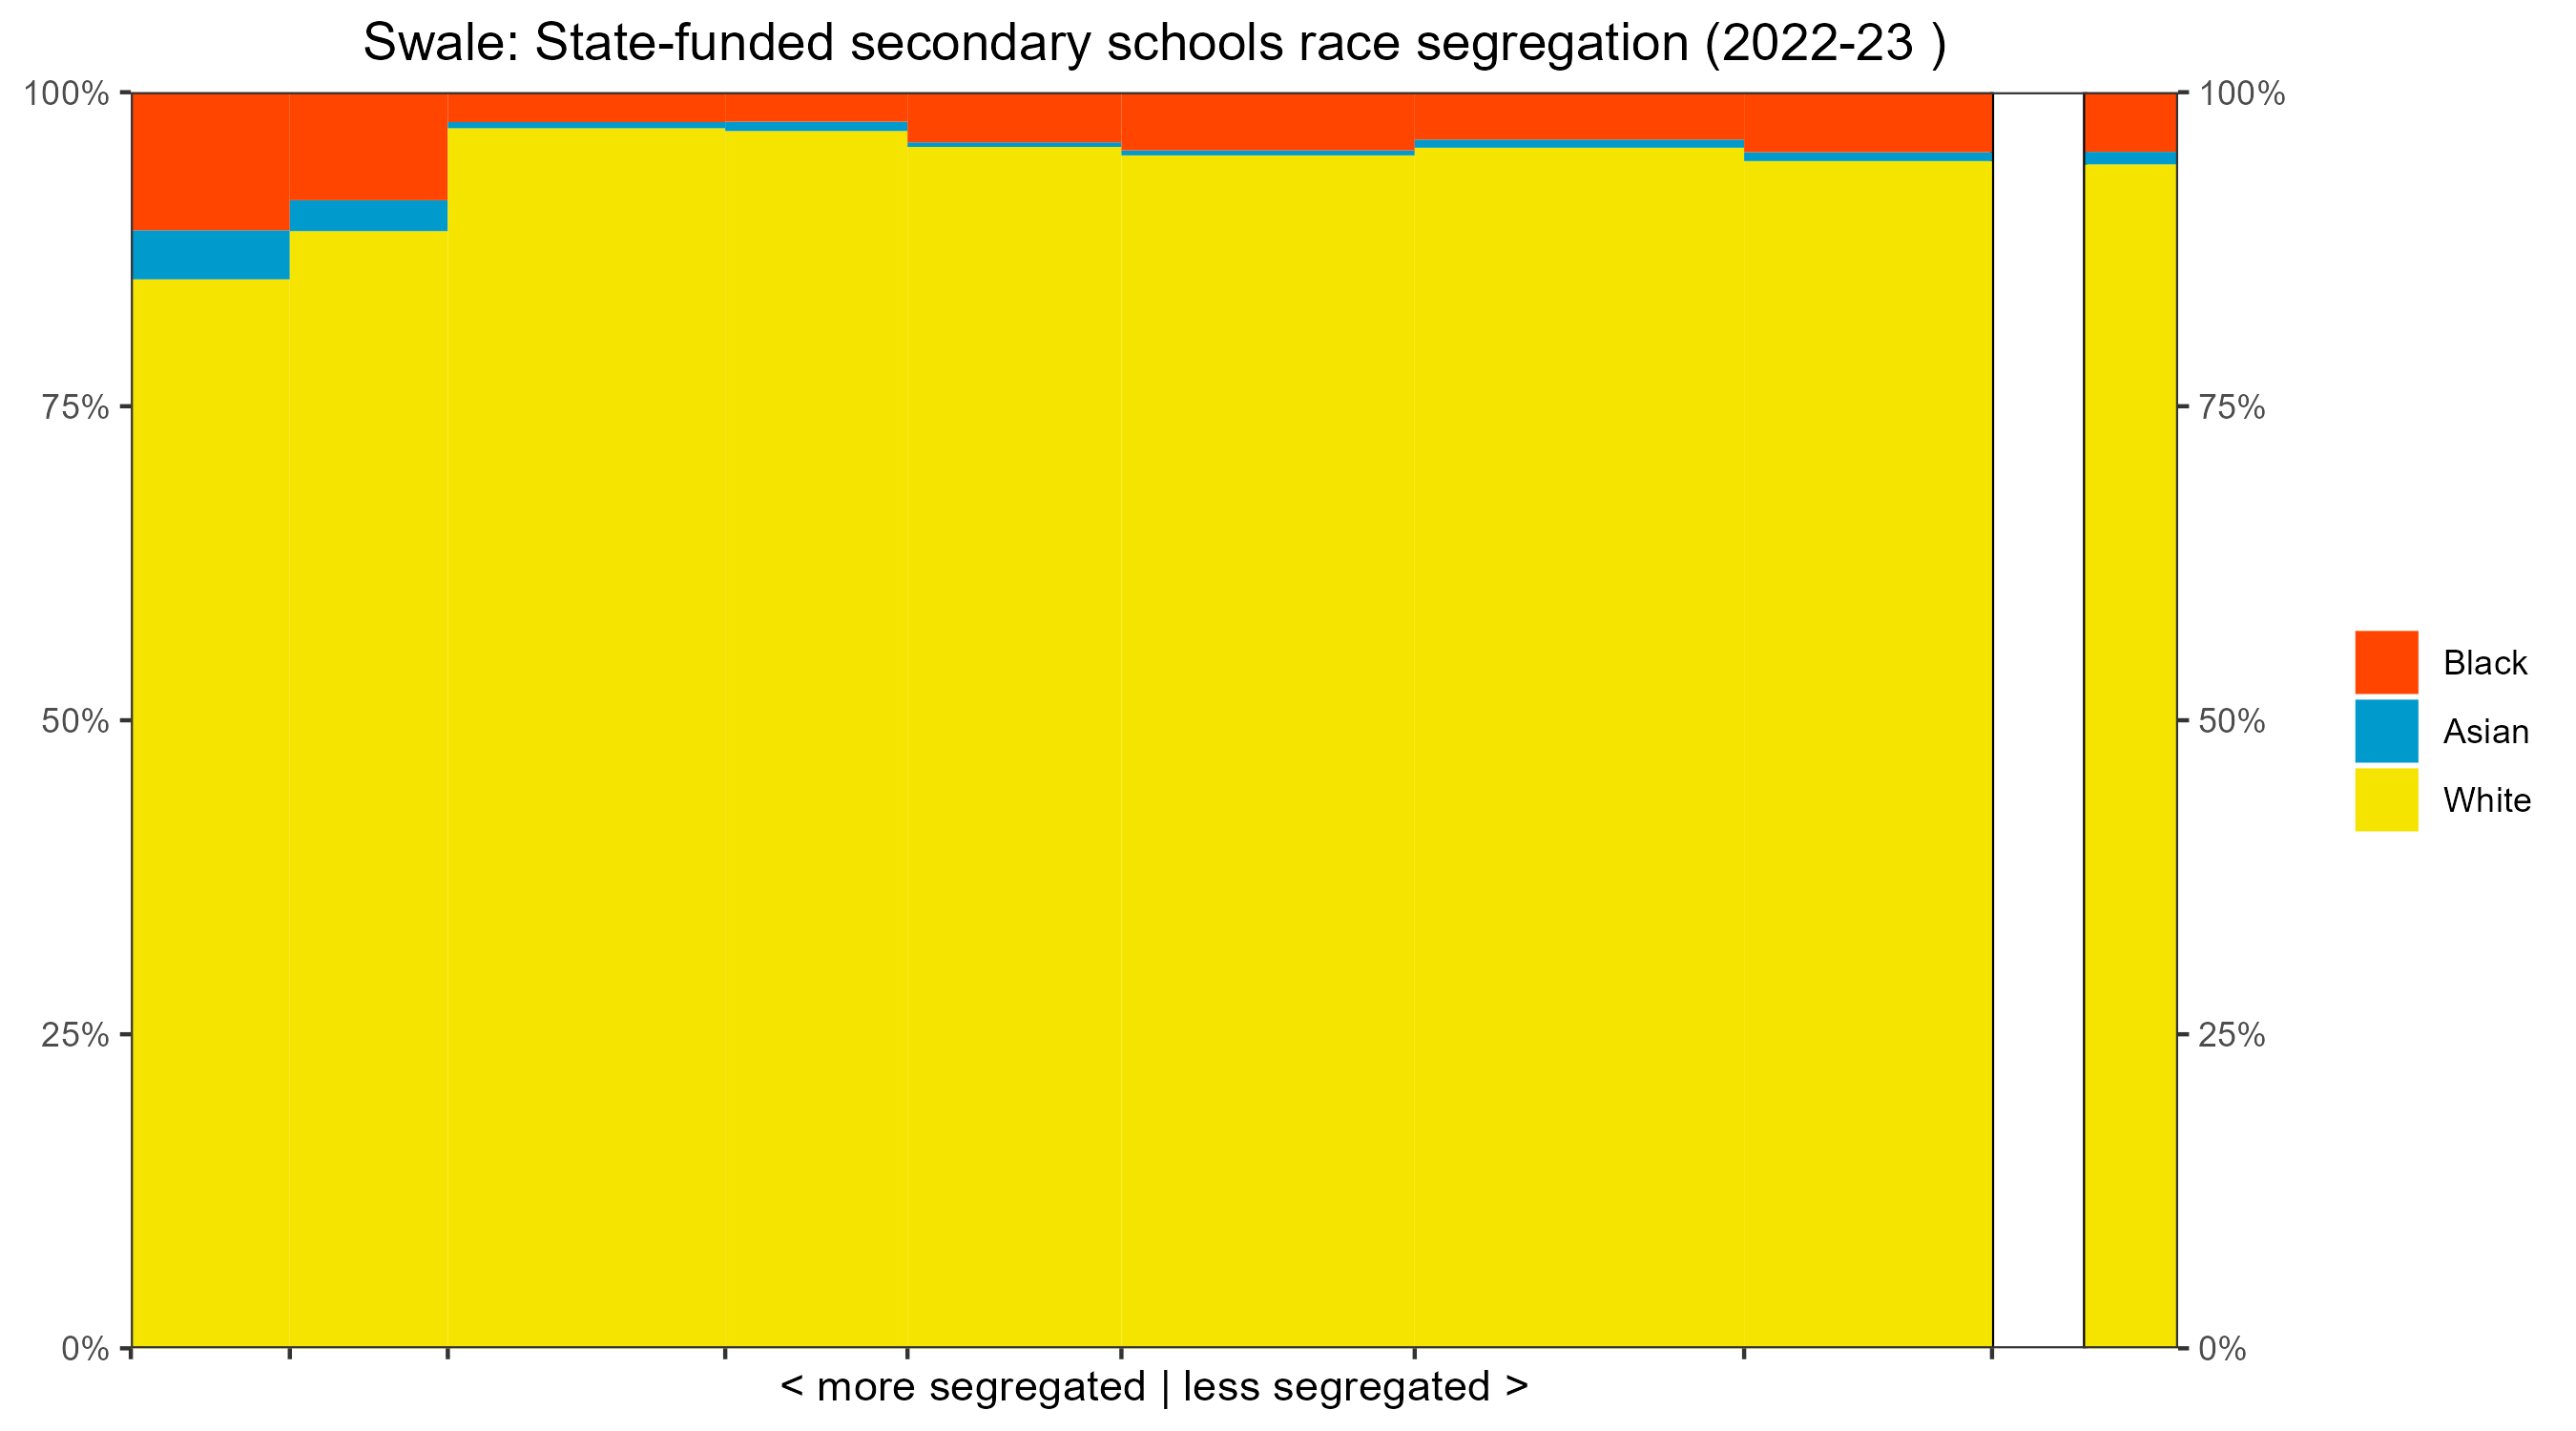 Swale: State-funded secondary schools race segregation (2022-23 )
100%
75%
50%
25%
0%
100%
75%
50%
25%
0%
< more segregated | less segregated >
Black
Asian
White